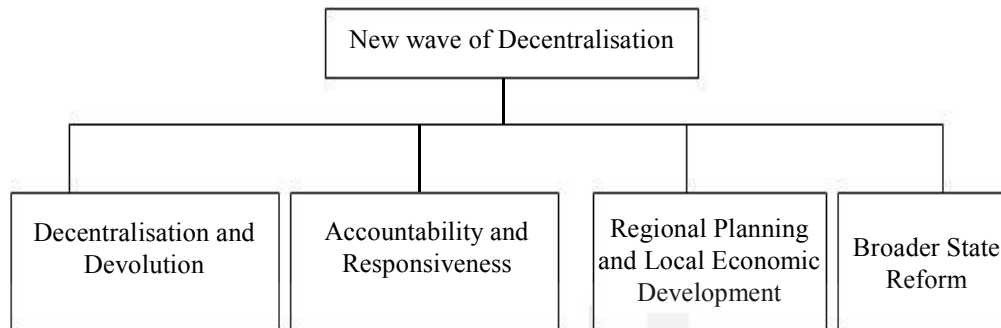 New wave of Decentralisation
Decentralisation and
Devolution
Accountability and
Responsiveness
Regional Planning
and Local Economic
Development
Broader State
Reform